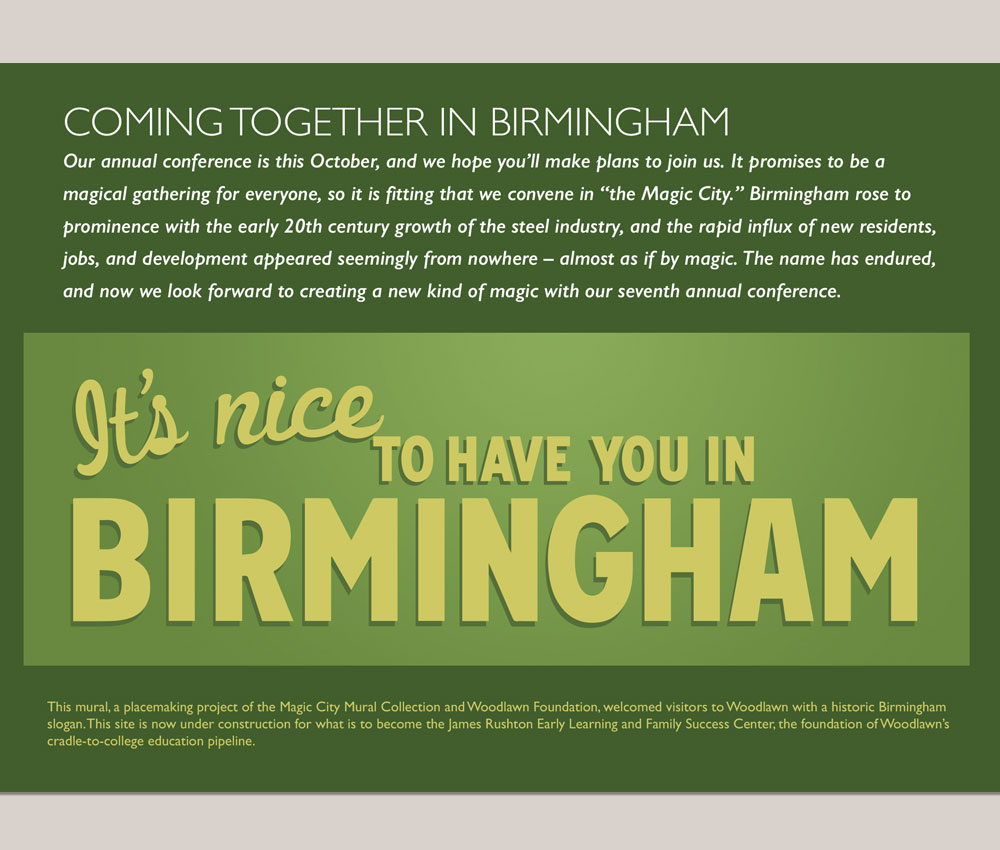 COMING TOGETHER IN BIRMINGHAM
Our annual conference is this October, and we hope you’ll make plans to join us. It promises to be a
magical gathering for everyone, so it is fitting that we convene in “the Magic City.” Birmingham rose to
prominence with the early 20th century growth of the steel industry, and the rapid influx of new residents,
jobs, and development appeared seemingly from nowhere – almost as if by magic. The name has endured,
and now we look forward to creating a new kind of magic with our seventh annual conference.
It’s nice
TO HAVE YOU IN
BIRMINGHAM
This mural, a placemaking project of the Magic City Mural Collection and Woodlawn Foundation, welcomed visitors to Woodlawn with a historic Birmingham
slogan. This site is now under construction for what is to become the James Rushton Early Learning and Family Success Center, the foundation of Woodlawn’s
cradle-to-college education pipeline.